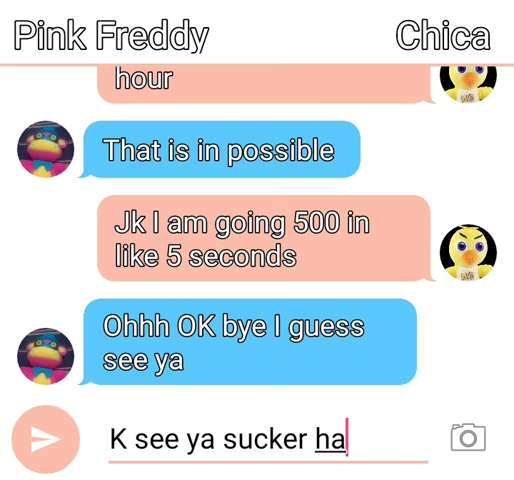 Pink Freddy Chica
hour
That is in possible
Jk I am going 500 in
like 5 seconds
Ohhh OK bye I guess
see ya
K see ya sucker ha